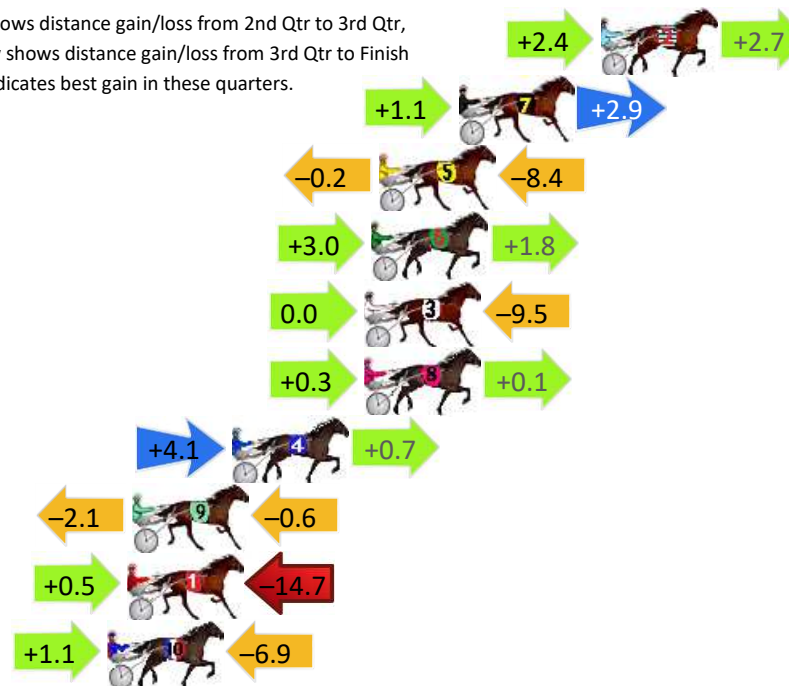 ows distance gain/loss from 2nd Qtr to 3rd Qtr,
shows distance gain/loss from 3rd Qtr to Finish
dicates best gain in these quarters.
+2.4 +2.7
+1.1 7 +2.9
–0.2 5 –8.4
+3.0 6 +1.8
0.0 3 –9.5
+0.3 8 +0.1
+4.1 4 +0.7
–2.1 9 –0.6
+0.5 1 –14.7
+1.1 10 –6.9